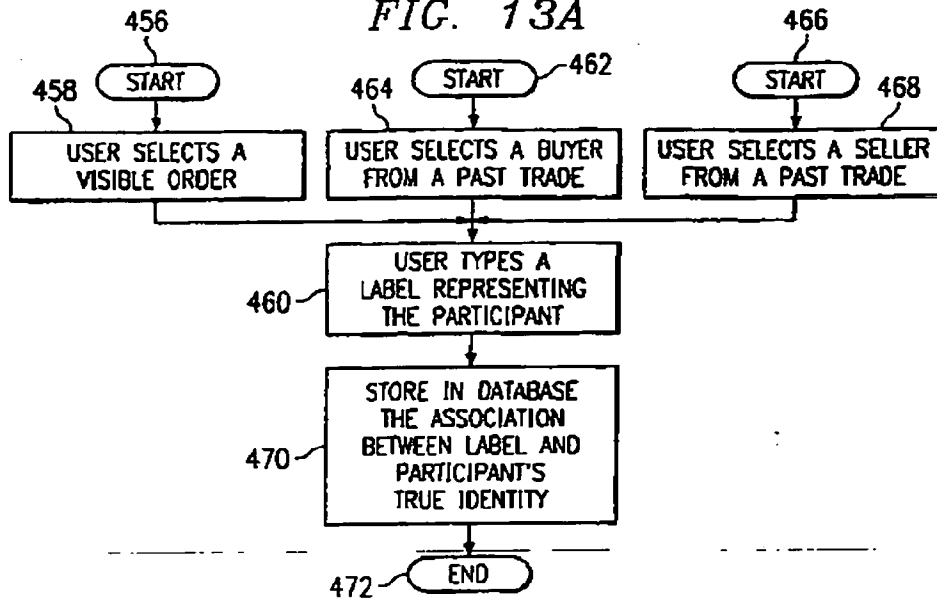 FIG. 13A
456
START
458
USER SELECTS A
VISIBLE ORDER
462
START
464
USER SELECTS A BUYER
FROM A PAST TRADE
466
START
468
USER SELECTS A SELLER
FROM A PAST TRADE
460
USER TYPES A
LABEL REPRESENTING
THE PARTICIPANT
470
STORE IN DATABASE
THE ASSOCIATION
BETWEEN LABEL AND
PARTICIPANT'S
TRUE IDENTITY
472
END